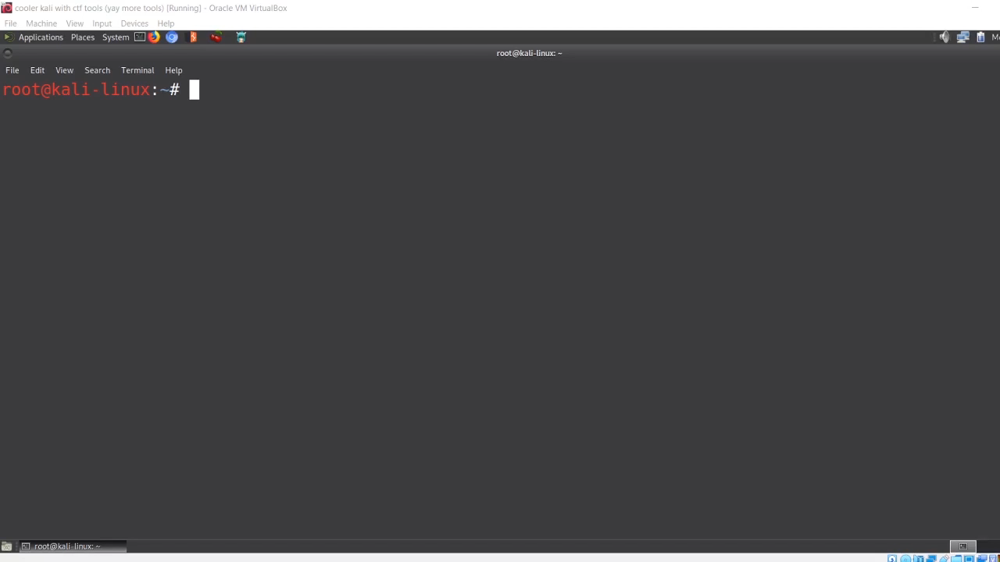 cooler kali with ctf tools (yay more tools) [Running] - Oracle VM VirtualBox
File Machine View Input Devices Help
Applications Places System
root@kali-linux: ~
File Edit View Search Terminal Help
root@kali-linux:~#
root@kali-linux: ~